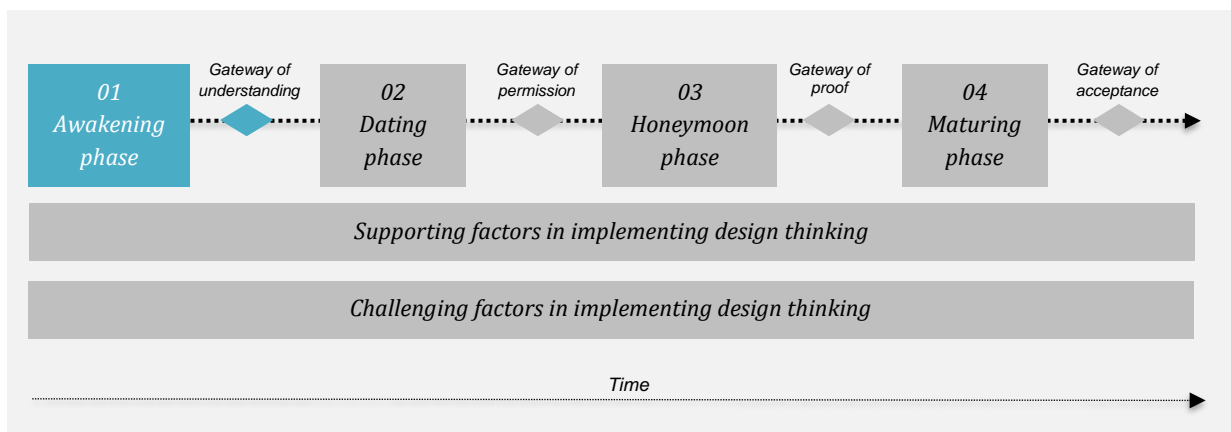 01
Awakening
phase
Gateway of
understanding
02
Dating
phase
Gateway of
permission
03
Honeymoon
phase
Gateway of
proof
04
Maturing
phase
Gateway of
acceptance
Supporting factors in implementing design thinking
Challenging factors in implementing design thinking
Time